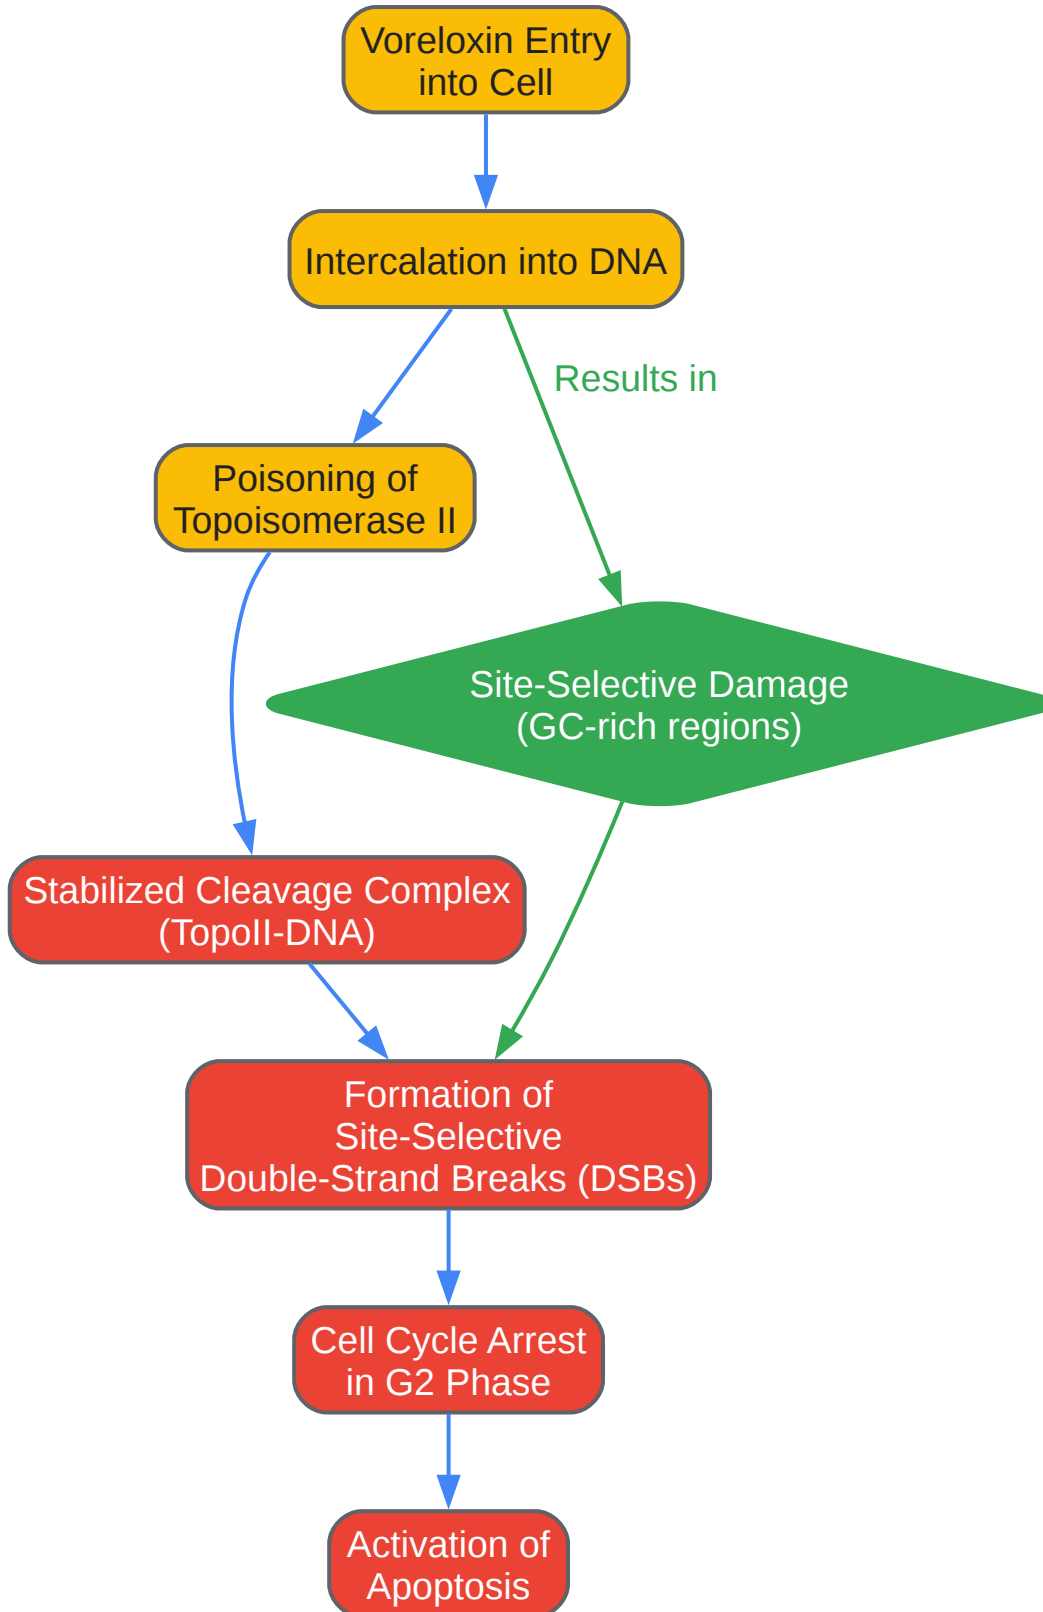 Voreloxin Entry
into Cell
Intercalation into DNA
Results in
Poisoning of
Topoisomerase II
Site-Selective Damage
(GC-rich regions)
Stabilized Cleavage Complex
(TopoII-DNA)
Formation of
Site-Selective
Double-Strand Breaks (DSBs)
Cell Cycle Arrest
in G2 Phase
Activation of
Apoptosis